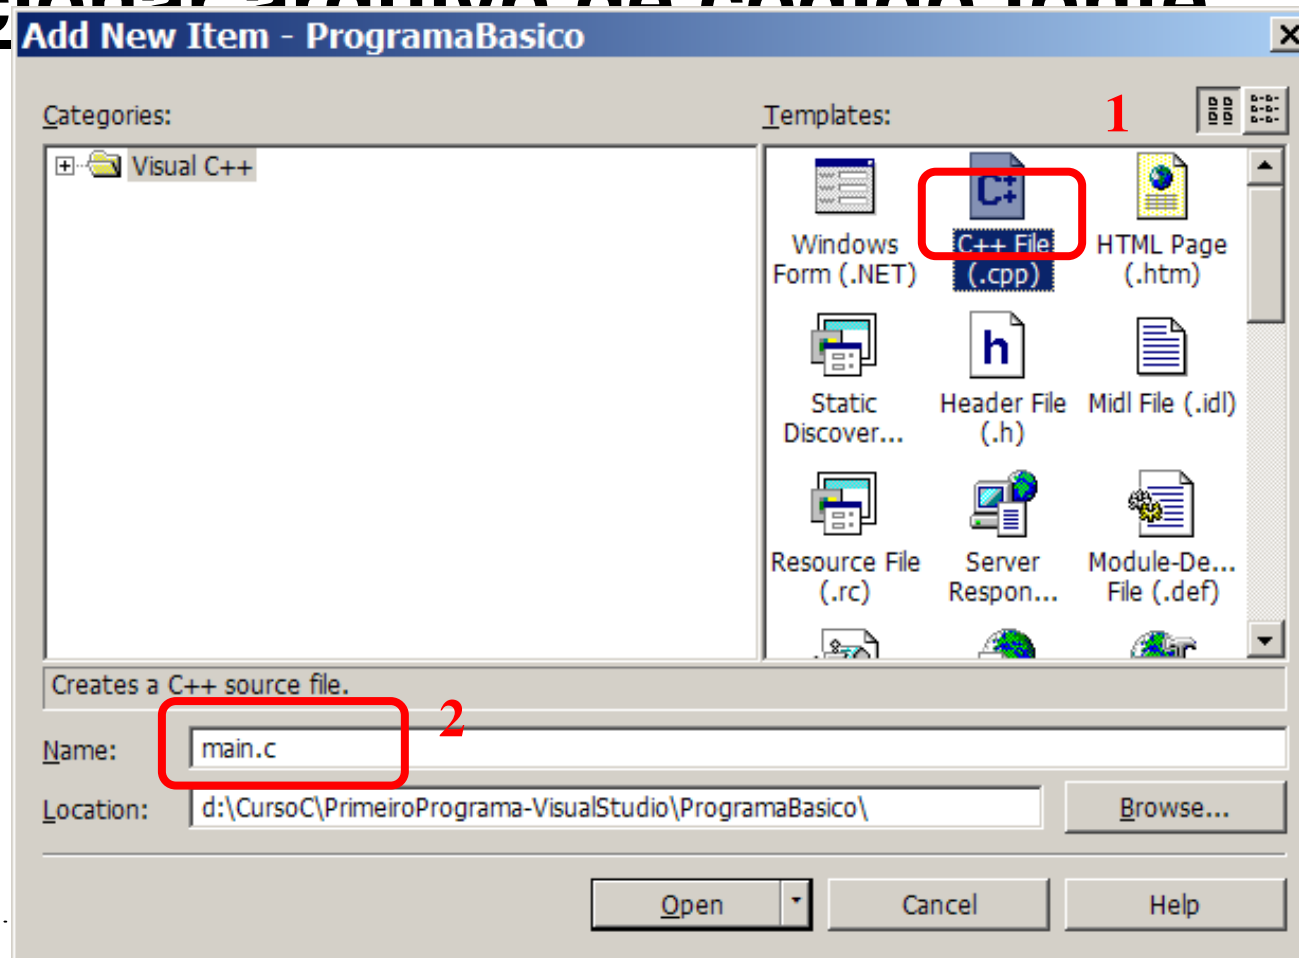 Add New Item - ProgramaBasico
Categories:
Templates:
1
Visual C++
Windows
Form (.NET)
C++ File
(.cpp)
HTML Page
(.htm)
Static
Discover...
Header File
(.h)
Midl File (.idl)
Resource File
(.rc)
Server
Respon...
Module-De...
File (.def)
Creates a C++ source file.
2
Name:
main.c
Location:
d:\CursoC\PrimeiroPrograma-VisualStudio\ProgramaBasico\
Browse...
Open
Cancel
Help